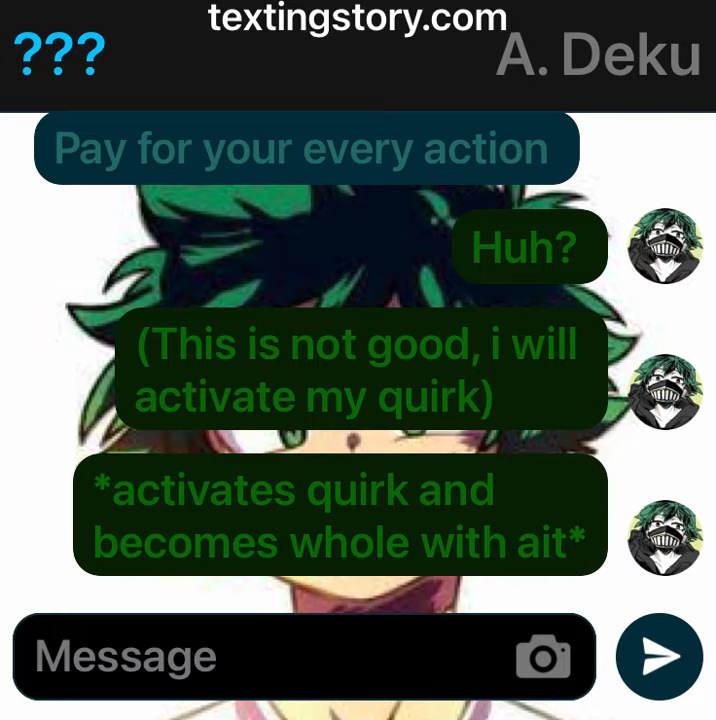 textingstory.com
???
A. Deku
Pay for your every action
Huh?
(This is not good, i will
activate my quirk)
*activates quirk and
becomes whole with ait*
Message